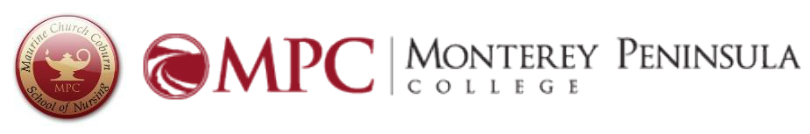 Maurine Church Coburn
School of Nursing
MPC
MPC
MONTEREY PENINSULA
COLLEGE